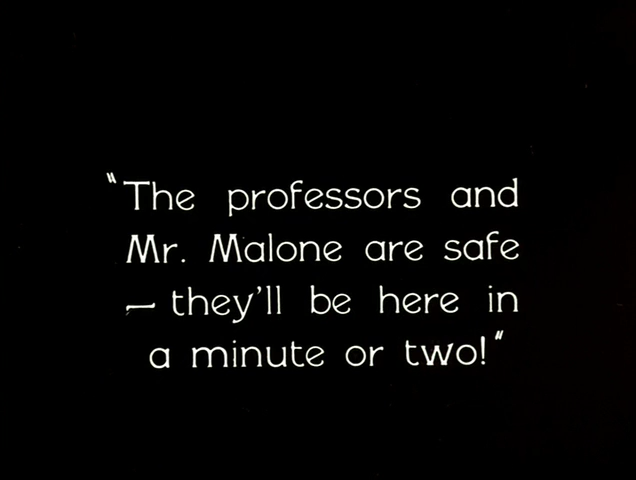 "The professors and
Mr. Malone are safe
— they'll be here in
a minute or two!"